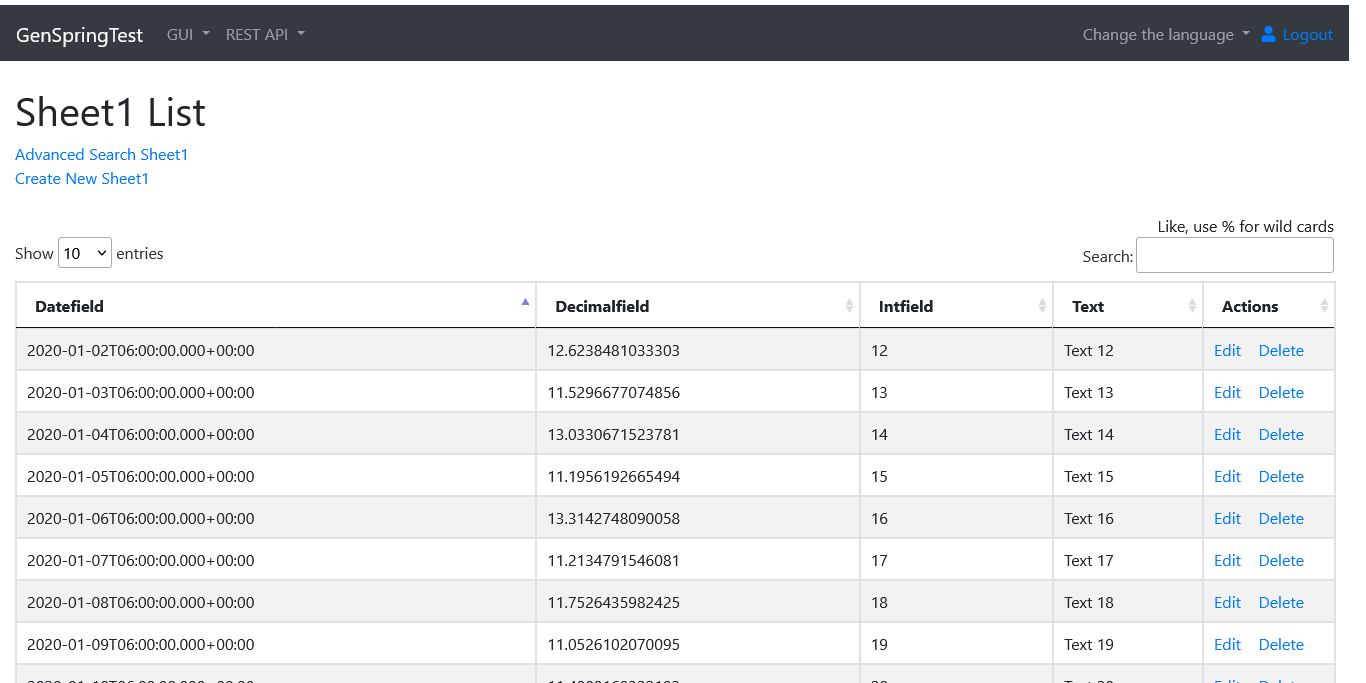 GenSpringTest GUI REST API Change the language Logout
Sheet1 List
Advanced Search Sheet1
Create New Sheet1
Like, use % for wild cards
Show 10 entries Search:
Datefield Decimalfield Intfield Text Actions
2020-01-02T06:00:00.000+00:00 12.6238481033303 12 Text 12 Edit Delete
2020-01-03T06:00:00.000+00:00 11.5296677074856 13 Text 13 Edit Delete
2020-01-04T06:00:00.000+00:00 13.0330671523781 14 Text 14 Edit Delete
2020-01-05T06:00:00.000+00:00 11.1956192665494 15 Text 15 Edit Delete
2020-01-06T06:00:00.000+00:00 13.3142748090058 16 Text 16 Edit Delete
2020-01-07T06:00:00.000+00:00 11.2134791546081 17 Text 17 Edit Delete
2020-01-08T06:00:00.000+00:00 11.7526435982425 18 Text 18 Edit Delete
2020-01-09T06:00:00.000+00:00 11.0526102070095 19 Text 19 Edit Delete